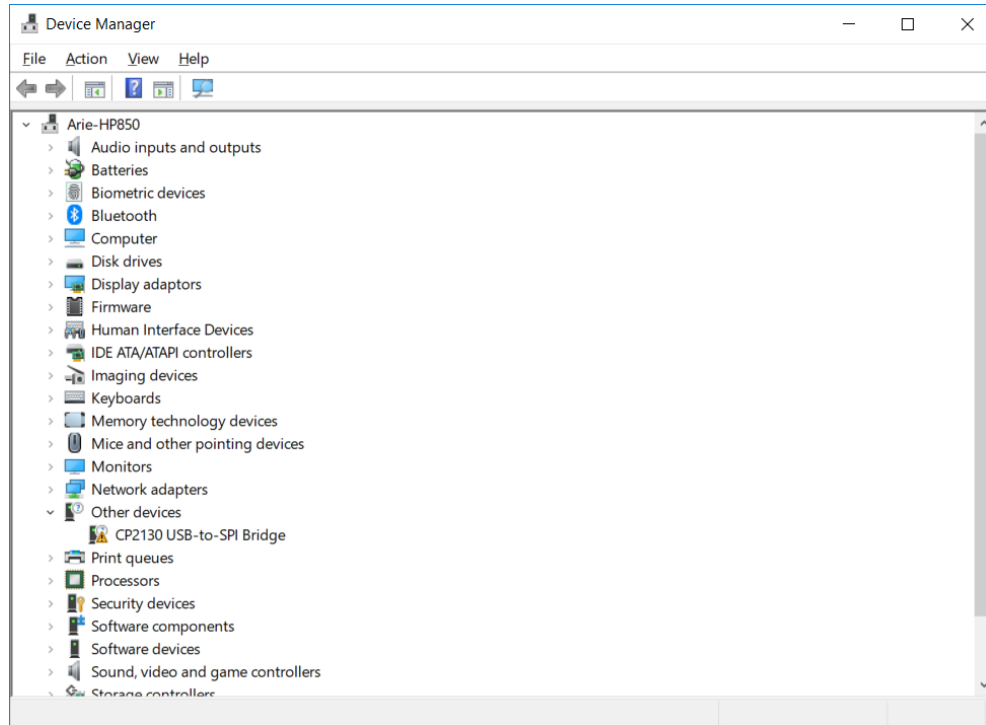 Device Manager
File Action View Help
Arie-HP850
Audio inputs and outputs
Batteries
Biometric devices
Bluetooth
Computer
Disk drives
Display adaptors
Firmware
Human Interface Devices
IDE ATA/ATAPI controllers
Imaging devices
Keyboards
Memory technology devices
Mice and other pointing devices
Monitors
Network adapters
Other devices
CP2130 USB-to-SPI Bridge
Print queues
Processors
Security devices
Software components
Software devices
Sound, video and game controllers
Storage controllers